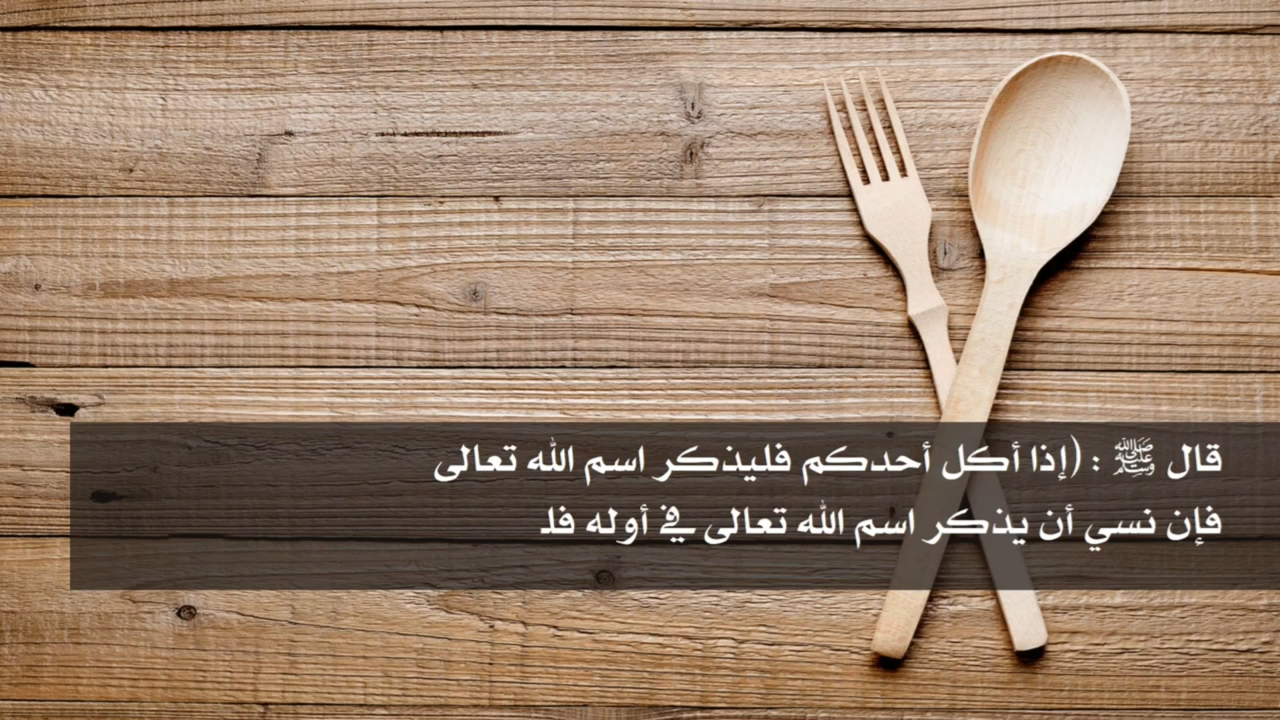 قال ﷺ : (إذا أكل أحدكم فليذكر اسم الله تعالى
فإن نسي أن يذكر اسم الله تعالى في أوله فلـ